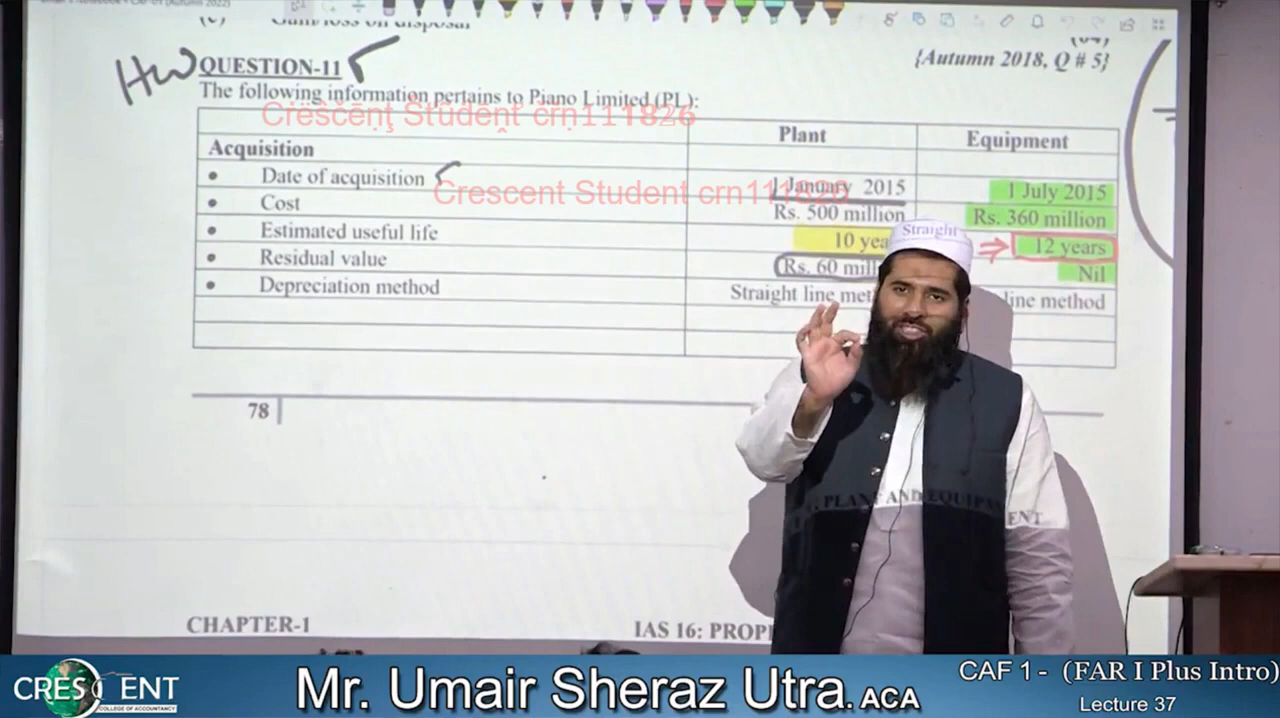 (c) Gain/loss on disposal
(04)
HW QUESTION-11
{Autumn 2018, Q # 5}
The following information pertains to Piano Limited (PL):
Crescent Student crn111826
Plant Equipment
Acquisition
• Date of acquisition 1 January 2015 1 July 2015
Crescent Student crn111826
• Cost Rs. 500 million Rs. 360 million
• Estimated useful life 10 yea 12 years
• Residual value Rs. 60 mill Nil
• Depreciation method Straight line met Straight line method
78
CHAPTER-1 IAS 16: PROP : PLANT AND EQUIPMENT
CRESCENT
COLLEGE OF ACCOUNTANCY
Mr. Umair Sheraz Utra. ACA
CAF 1 - (FAR I Plus Intro)
Lecture 37